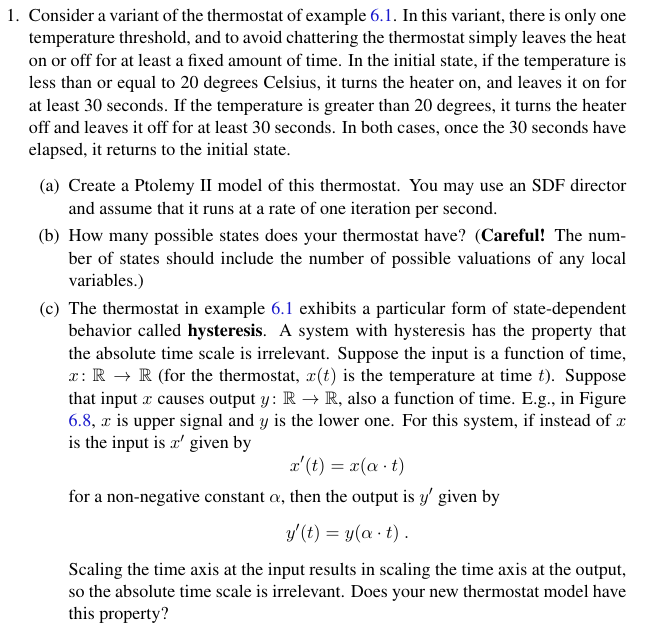 1. Consider a variant of the thermostat of example 6.1. In this variant, there is only one
temperature threshold, and to avoid chattering the thermostat simply leaves the heat
on or off for at least a fixed amount of time. In the initial state, if the temperature is
less than or equal to 20 degrees Celsius, it turns the heater on, and leaves it on for
at least 30 seconds. If the temperature is greater than 20 degrees, it turns the heater
off and leaves it off for at least 30 seconds. In both cases, once the 30 seconds have
elapsed, it returns to the initial state.
(a) Create a Ptolemy II model of this thermostat. You may use an SDF director
and assume that it runs at a rate of one iteration per second.
(b) How many possible states does your thermostat have? (Careful! The num-
ber of states should include the number of possible valuations of any local
variables.)
(c) The thermostat in example 6.1 exhibits a particular form of state-dependent
behavior called hysteresis. A system with hysteresis has the property that
the absolute time scale is irrelevant. Suppose the input is a function of time,
x: ℝ → ℝ (for the thermostat, x(t) is the temperature at time t). Suppose
that input x causes output y: ℝ → ℝ, also a function of time. E.g., in Figure
6.8, x is upper signal and y is the lower one. For this system, if instead of x
is the input is x′ given by
x′(t) = x(α · t)
for a non-negative constant α, then the output is y′ given by
y′(t) = y(α · t) .
Scaling the time axis at the input results in scaling the time axis at the output,
so the absolute time scale is irrelevant. Does your new thermostat model have
this property?